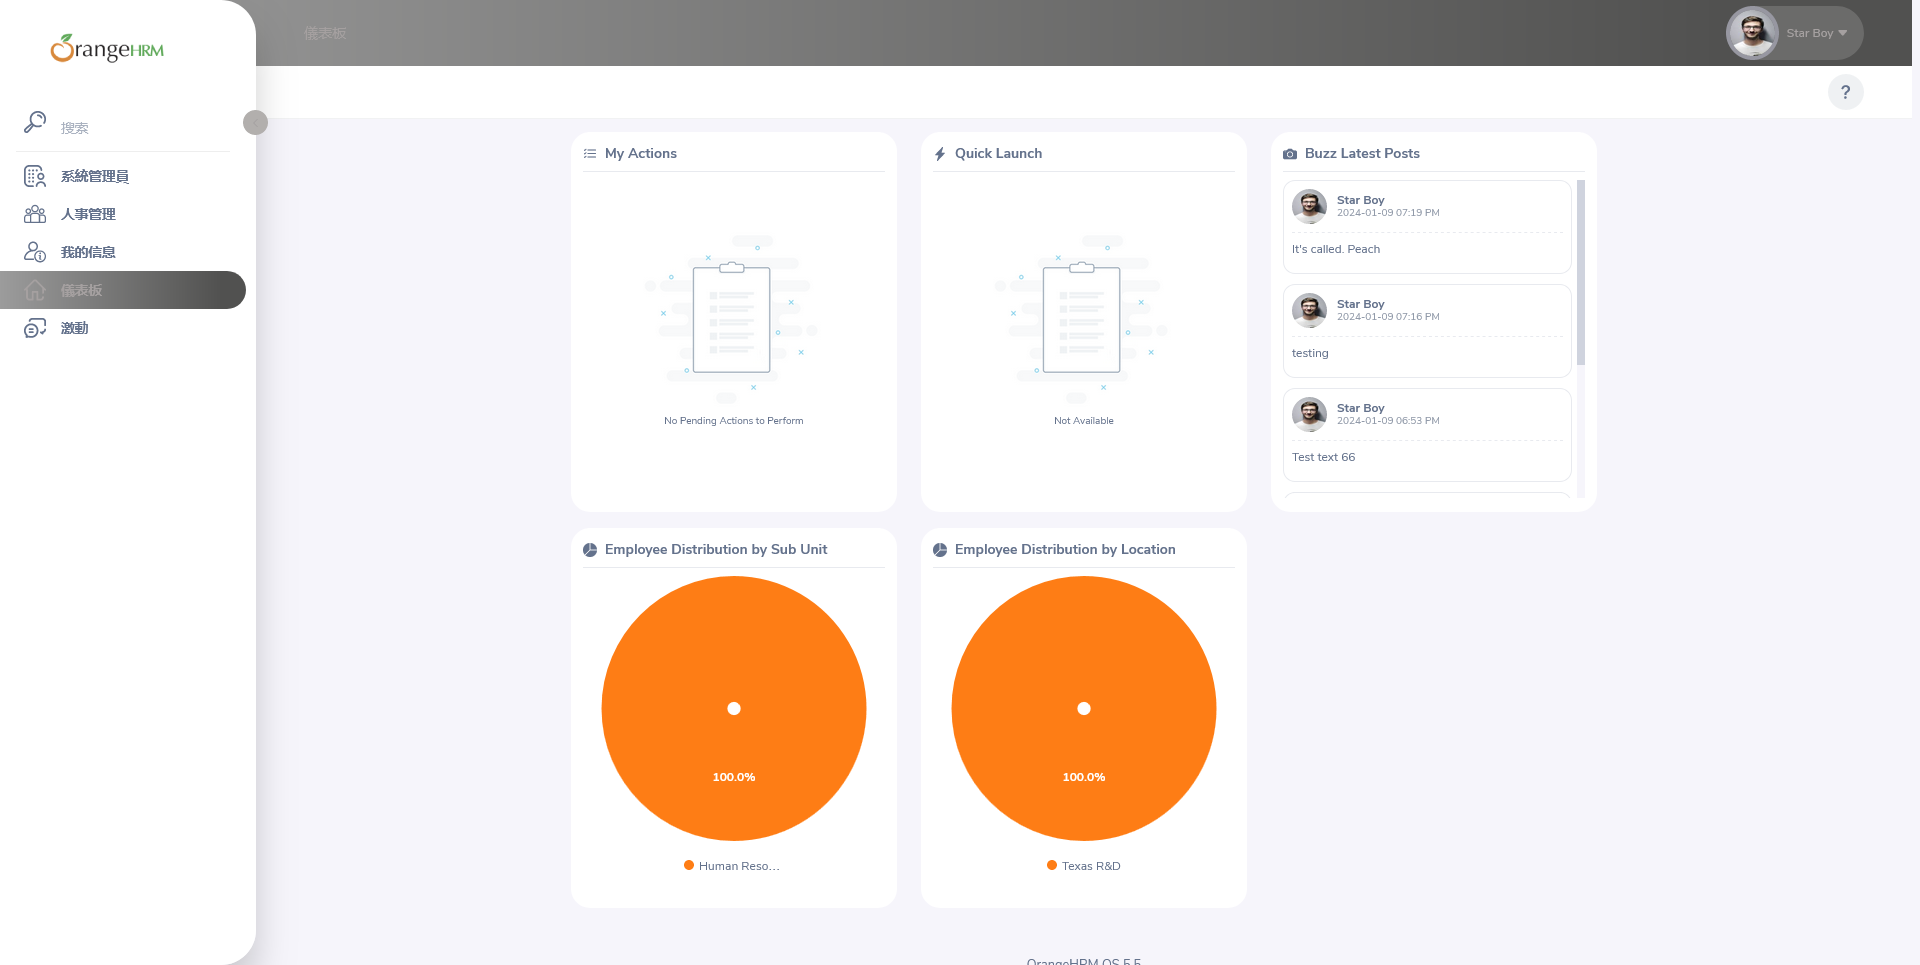 OrangeHRM
儀表板
Star Boy
搜索
?
系統管理員
人事管理
我的信息
儀表板
激動
My Actions
No Pending Actions to Perform
Quick Launch
Not Available
Buzz Latest Posts
Star Boy
2024-01-09 07:19 PM
It's called. Peach
Star Boy
2024-01-09 07:16 PM
testing
Star Boy
2024-01-09 06:53 PM
Test text 66
Employee Distribution by Sub Unit
100.0%
Human Reso...
Employee Distribution by Location
100.0%
Texas R&D
OrangeHRM OS 5.5